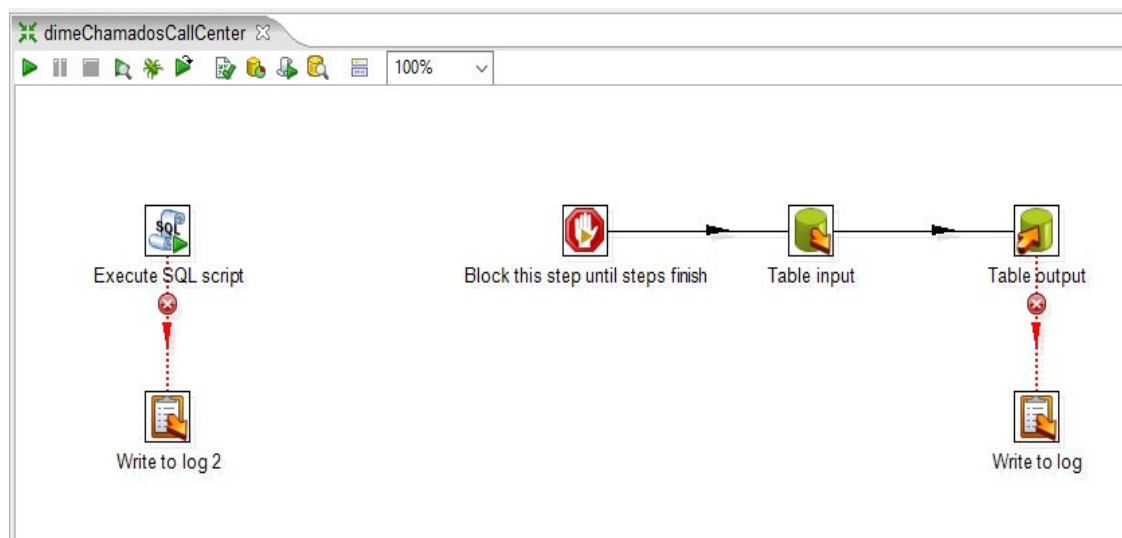 dimeChamadosCallCenter
100%
SQL
Execute SQL script
Block this step until steps finish
Table input
Table output
Write to log 2
Write to log